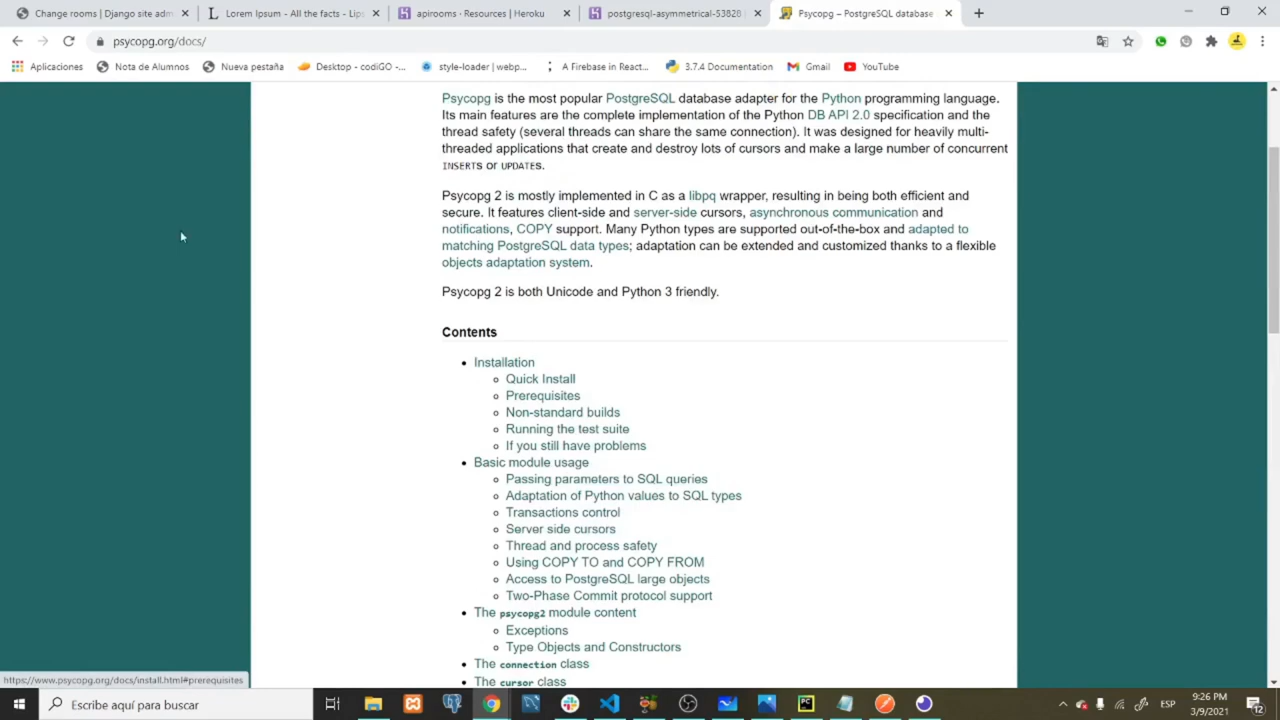 Change rooms | Django site adm
Lorem Ipsum - All the facts - Lips
apirooms · Resources | Heroku
postgresql-asymmetrical-53828 |
Psycopg – PostgreSQL database
psycopg.org/docs/
Aplicaciones
Nota de Alumnos
Nueva pestaña
Desktop - codiGO -...
style-loader | webp...
A Firebase in React...
3.7.4 Documentation
Gmail
YouTube
Psycopg is the most popular PostgreSQL database adapter for the Python programming language.
Its main features are the complete implementation of the Python DB API 2.0 specification and the
thread safety (several threads can share the same connection). It was designed for heavily multi-
threaded applications that create and destroy lots of cursors and make a large number of concurrent
INSERTs or UPDATEs.
Psycopg 2 is mostly implemented in C as a libpq wrapper, resulting in being both efficient and
secure. It features client-side and server-side cursors, asynchronous communication and
notifications, COPY support. Many Python types are supported out-of-the-box and adapted to
matching PostgreSQL data types; adaptation can be extended and customized thanks to a flexible
objects adaptation system.
Psycopg 2 is both Unicode and Python 3 friendly.
Contents
• Installation
◦ Quick Install
◦ Prerequisites
◦ Non-standard builds
◦ Running the test suite
◦ If you still have problems
• Basic module usage
◦ Passing parameters to SQL queries
◦ Adaptation of Python values to SQL types
◦ Transactions control
◦ Server side cursors
◦ Thread and process safety
◦ Using COPY TO and COPY FROM
◦ Access to PostgreSQL large objects
◦ Two-Phase Commit protocol support
• The psycopg2 module content
◦ Exceptions
◦ Type Objects and Constructors
• The connection class
• The cursor class
https://www.psycopg.org/docs/install.html#prerequisites
Escribe aquí para buscar
ESP
9:26 PM
3/9/2021
12